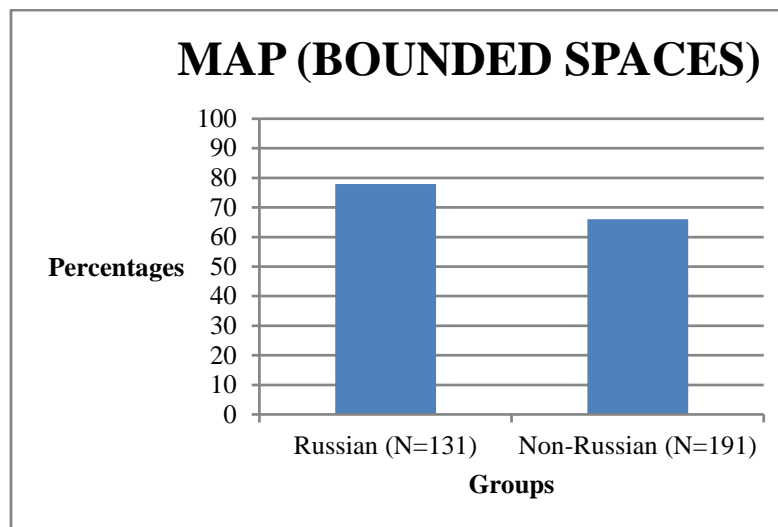 MAP (BOUNDED SPACES)
100
90
80
70
60
50
40
30
20
10
0
Percentages
Russian (N=131) Non-Russian (N=191)
Groups